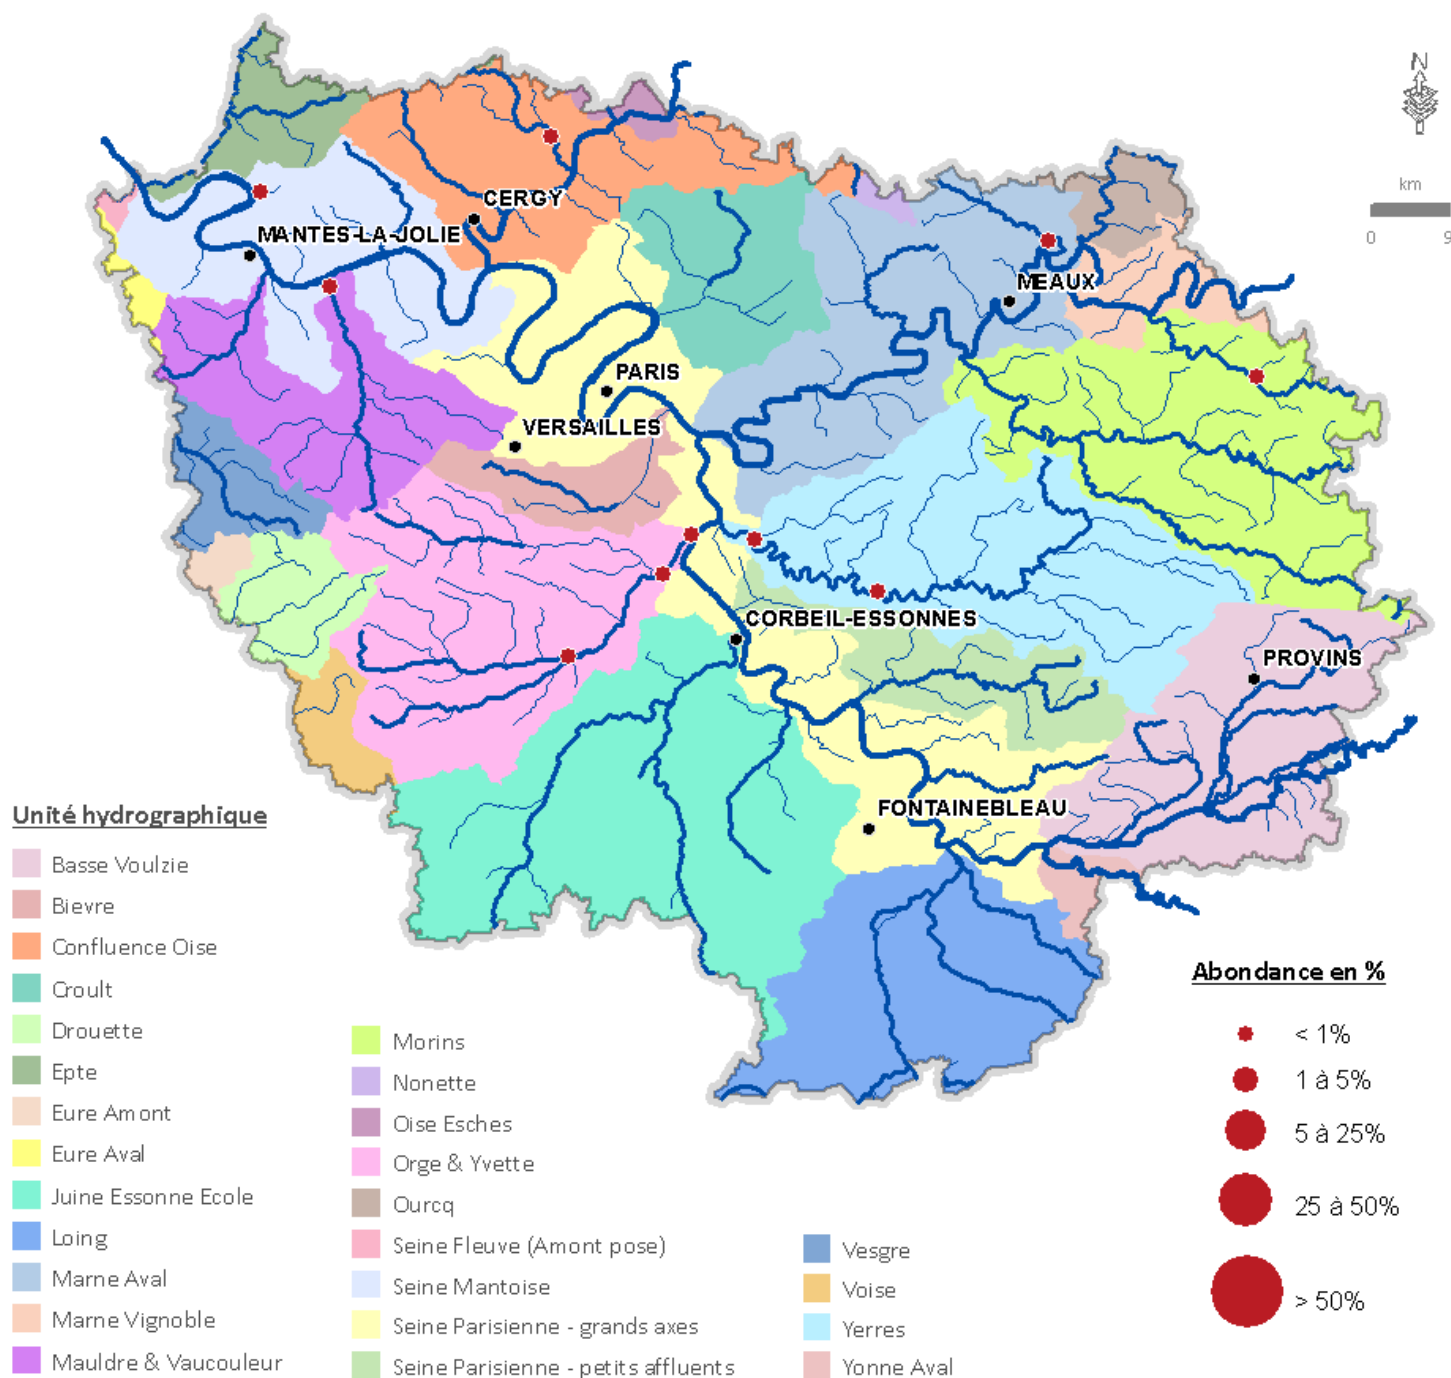 N
km
0 9
CERGY
MANTES-LA-JOLIE
MEAUX
PARIS
VERSAILLES
CORBEIL-ESSONNES
PROVINS
FONTAINEBLEAU
Unité hydrographique
Basse Voulzie
Bievre
Confluence Oise
Croult
Drouette
Epte
Eure Amont
Eure Aval
Juine Essonne Ecole
Loing
Marne Aval
Marne Vignoble
Mauldre & Vaucouleur
Morins
Nonette
Oise Esches
Orge & Yvette
Ourcq
Seine Fleuve (Amont pose)
Seine Mantoise
Seine Parisienne - grands axes
Seine Parisienne - petits affluents
Vesgre
Voise
Yerres
Yonne Aval
Abondance en %
< 1%
1 à 5%
5 à 25%
25 à 50%
> 50%